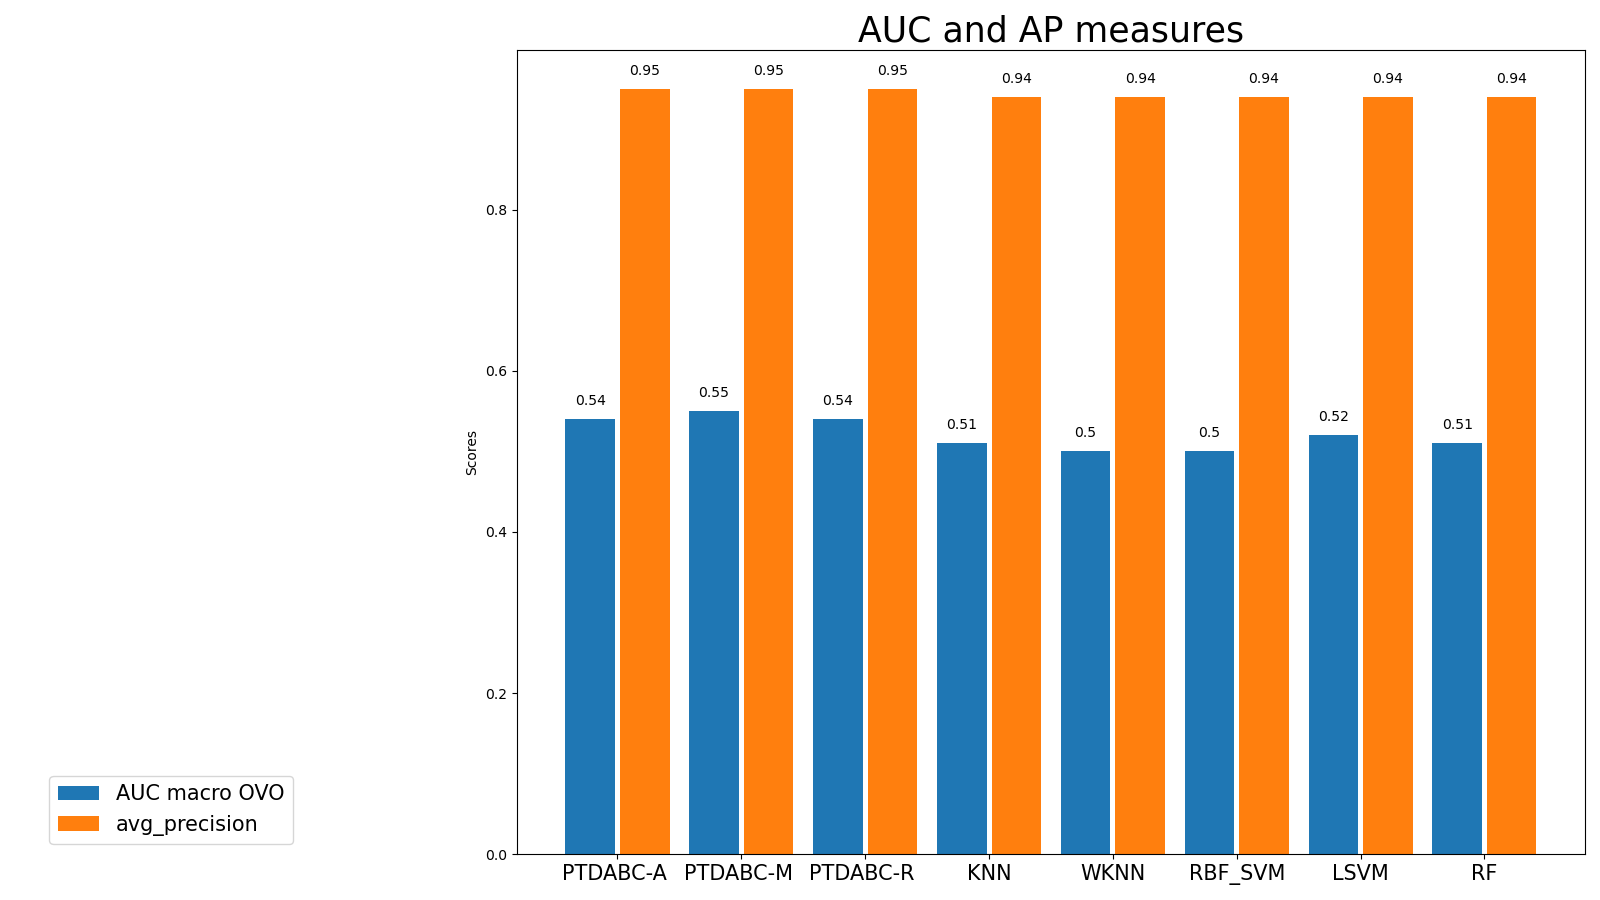 AUC and AP measures
0.95 0.95 0.95 0.94 0.94 0.94 0.94 0.94
0.54 0.55 0.54 0.51 0.5 0.5 0.52 0.51
Scores
0.8
0.6
0.4
0.2
0.0
PTDABC-A PTDABC-M PTDABC-R KNN WKNN RBF_SVM LSVM RF
AUC macro OVO
avg_precision